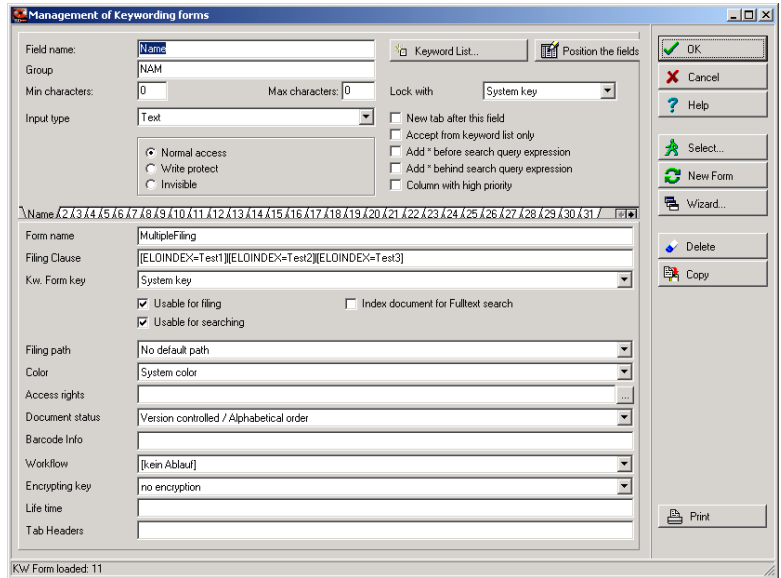 Management of Keywording forms
Field name: Name Keyword List... Position the fields OK
Group NAM Cancel
Min characters: 0 Max characters: 0 Lock with System key Help
Input type Text New tab after this field
Accept from keyword list only
Normal access Add * before search query expression Select...
Write protect Add * behind search query expression New Form
Invisible Column with high priority Wizard...
Name 2 3 4 5 6 7 8 9 10 11 12 13 14 15 16 17 18 19 20 21 22 23 24 25 26 27 28 29 30 31
Form name MultipleFiling
Filing Clause [ELOINDEX=Test1][ELOINDEX=Test2][ELOINDEX=Test3] Delete
Kw. Form key System key Copy
Usable for filing Index document for Fulltext search
Usable for searching
Filing path No default path
Color System color
Access rights ...
Document status Version controlled / Alphabetical order
Barcode Info
Workflow [kein Ablauf]
Encrypting key no encryption
Life time
Tab Headers Print
KW Form loaded: 11